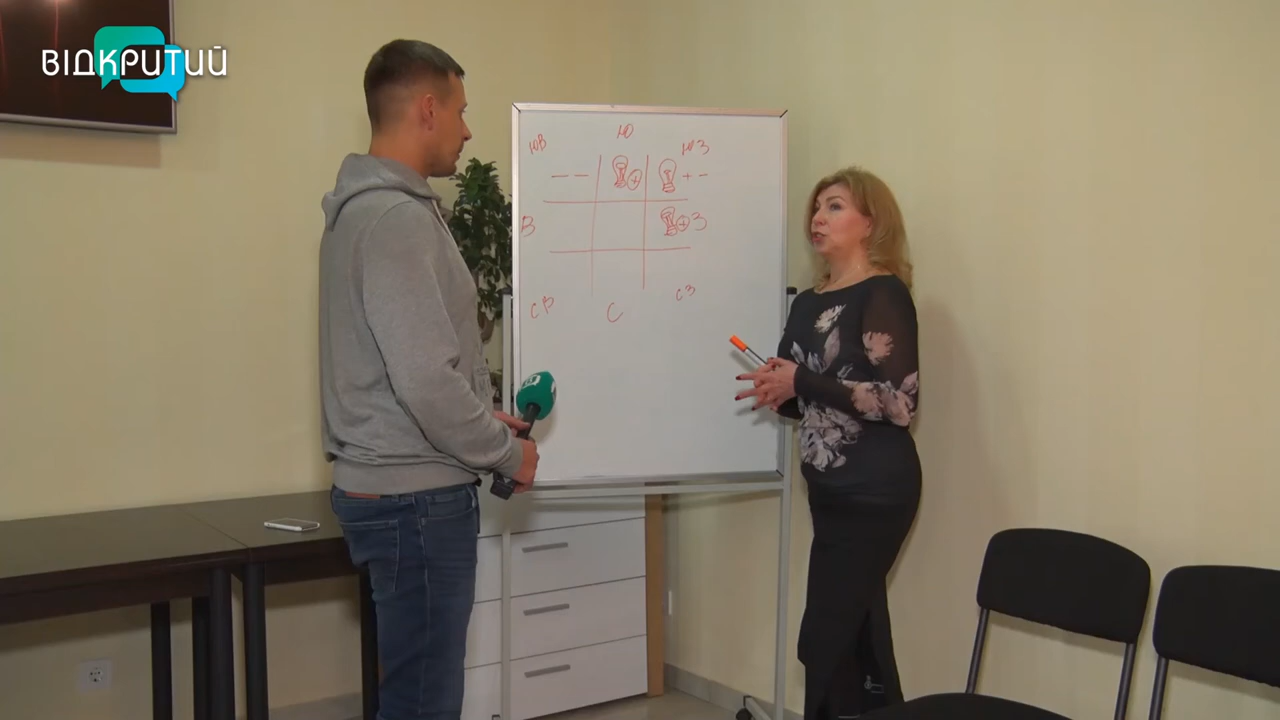 ВІДКРИТИЙ
ЮВ Ю ЮЗ
-- + + -
В + З
СВ С СЗ